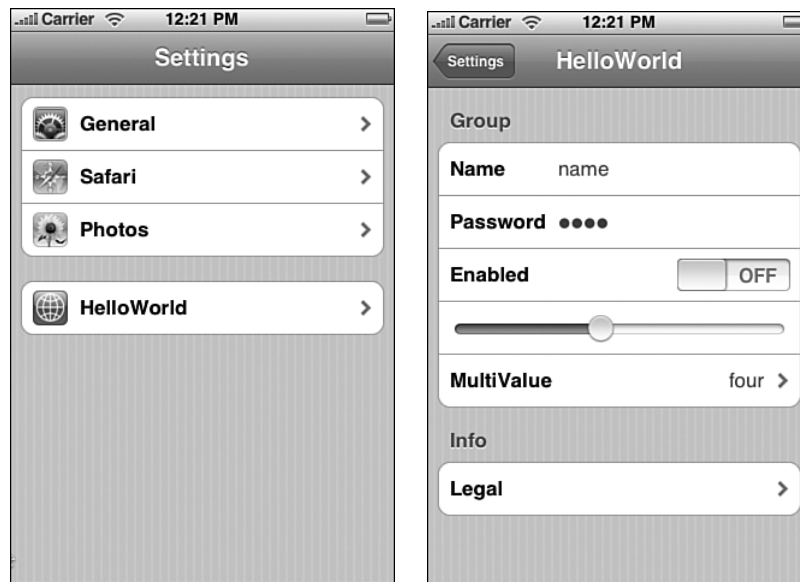 Carrier 12:21 PM
Settings
General
Safari
Photos
HelloWorld
Carrier 12:21 PM
Settings HelloWorld
Group
Name name
Password ●●●●
Enabled OFF
MultiValue four
Info
Legal